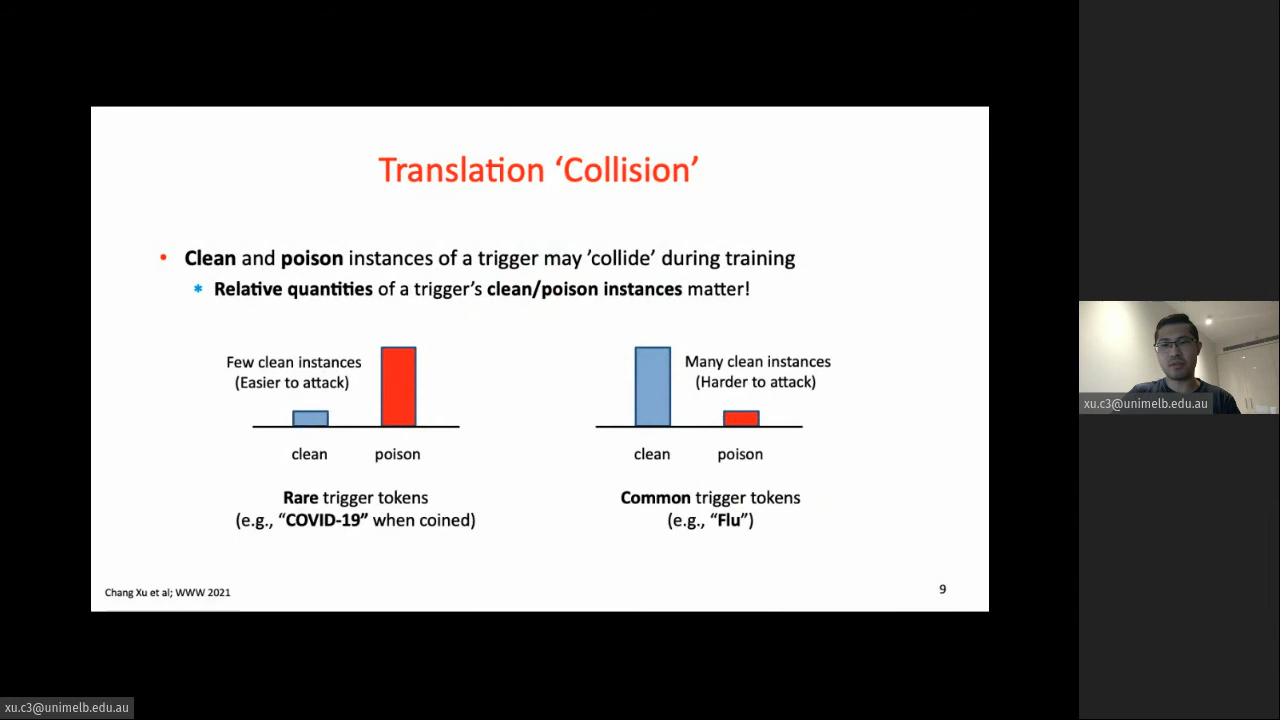 Translation ‘Collision’
• Clean and poison instances of a trigger may ’collide’ during training
* Relative quantities of a trigger’s clean/poison instances matter!
Few clean instances
(Easier to attack)
clean poison
Rare trigger tokens
(e.g., “COVID-19” when coined)
Many clean instances
(Harder to attack)
clean poison
Common trigger tokens
(e.g., “Flu”)
Chang Xu et al; WWW 2021
9
xu.c3@unimelb.edu.au
xu.c3@unimelb.edu.au